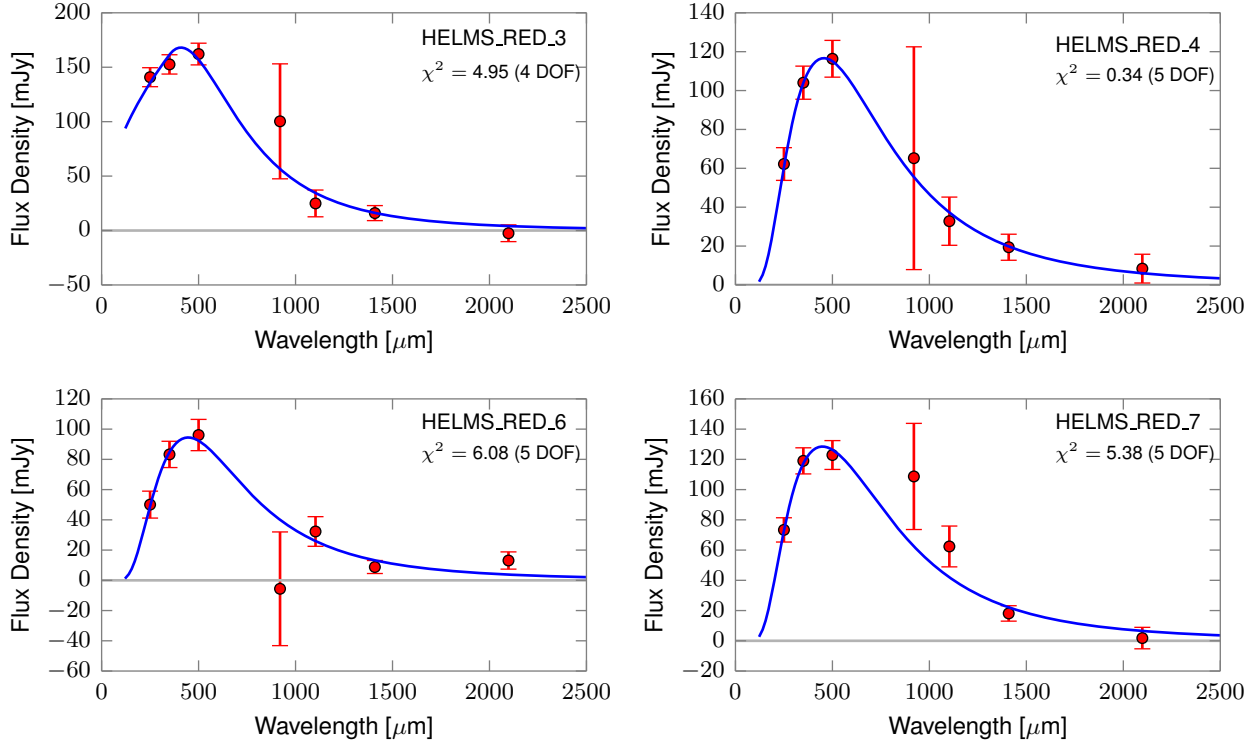 HELMS_RED_3
χ² = 4.95 (4 DOF)
200
150
100
50
0
−50
0 500 1000 1500 2000 2500
Wavelength [μm]
Flux Density [mJy]
HELMS_RED_4
χ² = 0.34 (5 DOF)
140
120
100
80
60
40
20
0
0 500 1000 1500 2000 2500
Wavelength [μm]
Flux Density [mJy]
HELMS_RED_6
χ² = 6.08 (5 DOF)
120
100
80
60
40
20
0
−20
−40
−60
0 500 1000 1500 2000 2500
Wavelength [μm]
Flux Density [mJy]
HELMS_RED_7
χ² = 5.38 (5 DOF)
160
140
120
100
80
60
40
20
0
−20
0 500 1000 1500 2000 2500
Wavelength [μm]
Flux Density [mJy]